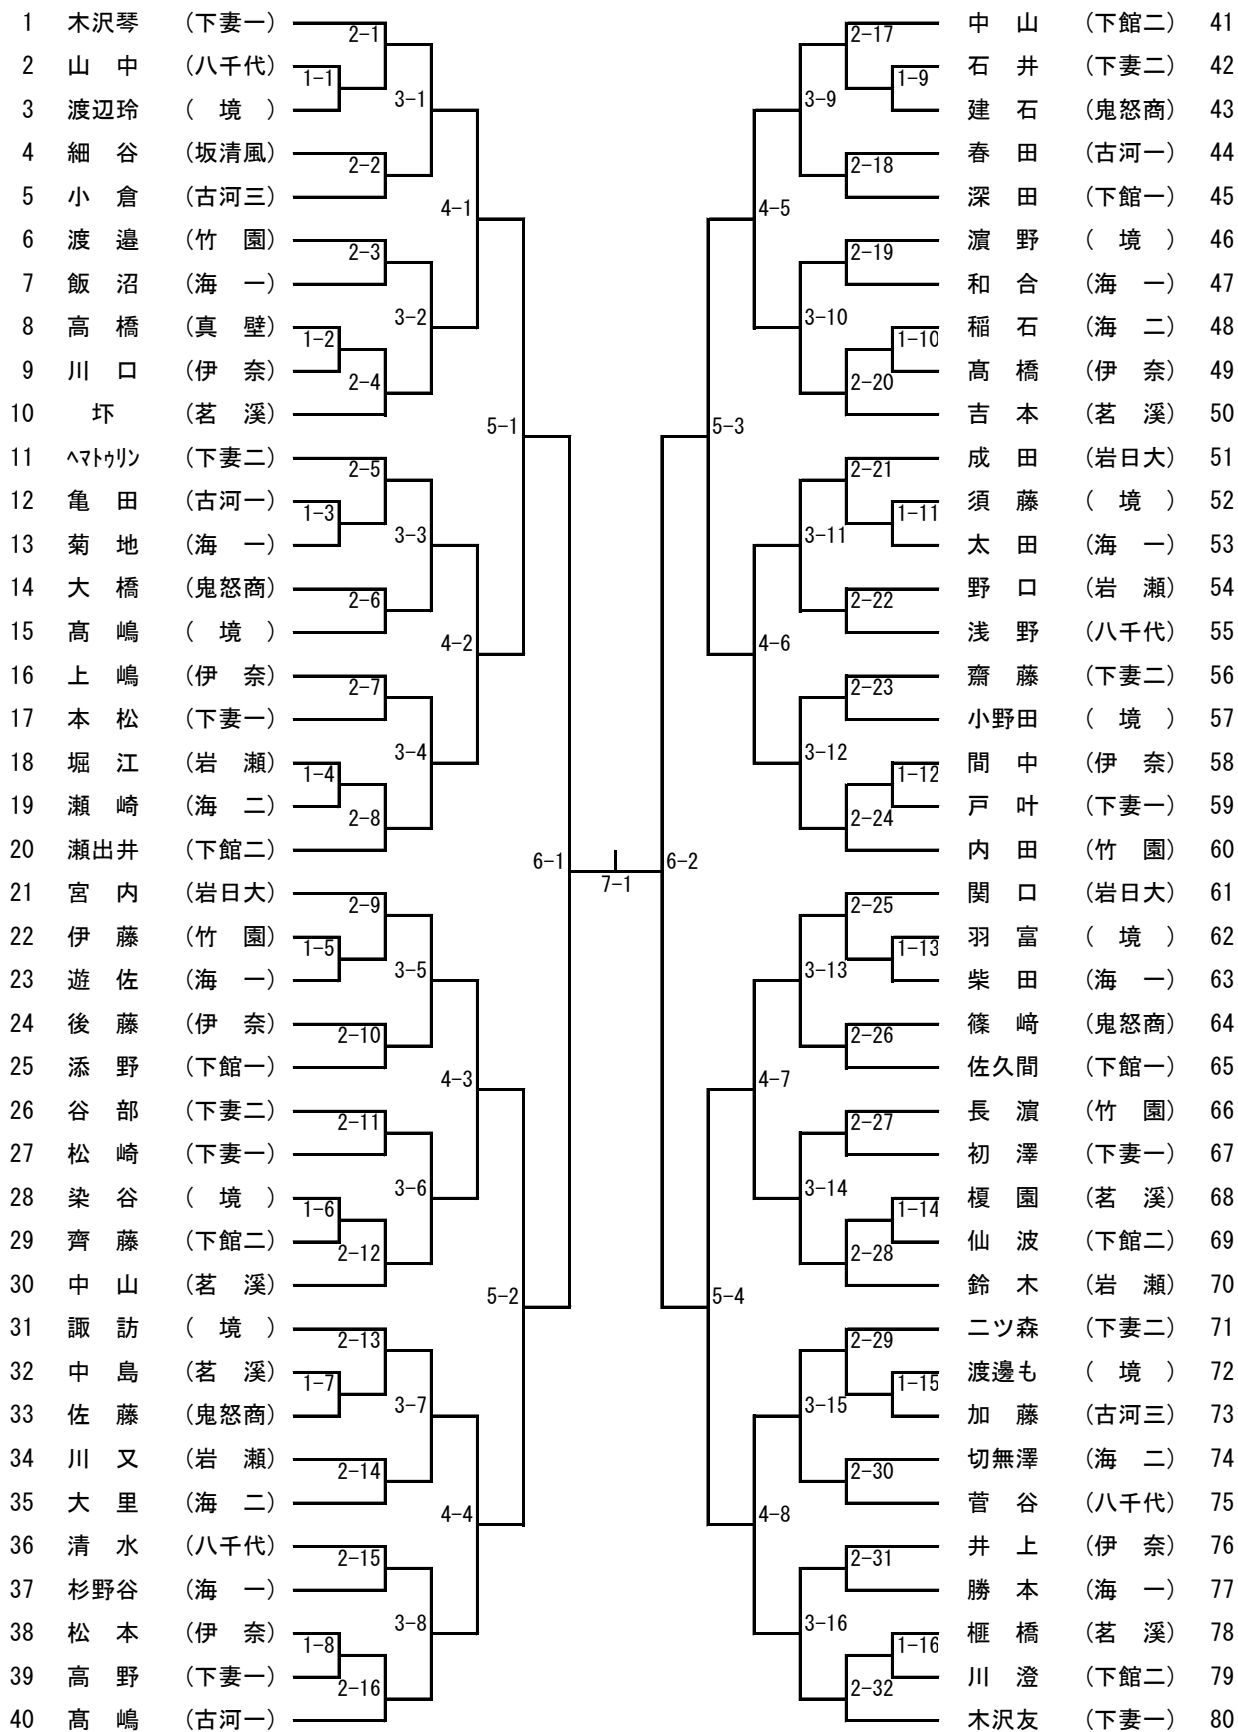 1 木沢琴 (下妻一)
2 山中 (八千代)
3 渡辺玲 (境)
4 細谷 (坂清風)
5 小倉 (古河三)
6 渡邉 (竹園)
7 飯沼 (海一)
8 高橋 (真壁)
9 川口 (伊奈)
10 圷 (茗溪)
11 ヘマトゥリン (下妻二)
12 亀田 (古河一)
13 菊地 (海一)
14 大橋 (鬼怒商)
15 髙嶋 (境)
16 上嶋 (伊奈)
17 本松 (下妻一)
18 堀江 (岩瀬)
19 瀬崎 (海二)
20 瀬出井 (下館二)
21 宮内 (岩日大)
22 伊藤 (竹園)
23 遊佐 (海一)
24 後藤 (伊奈)
25 添野 (下館一)
26 谷部 (下妻二)
27 松崎 (下妻一)
28 染谷 (境)
29 齊藤 (下館二)
30 中山 (茗溪)
31 諏訪 (境)
32 中島 (茗溪)
33 佐藤 (鬼怒商)
34 川又 (岩瀬)
35 大里 (海二)
36 清水 (八千代)
37 杉野谷 (海一)
38 松本 (伊奈)
39 高野 (下妻一)
40 髙嶋 (古河一)
2-1
1-1
3-1
2-2
4-1
2-3
3-2
1-2
2-4
5-1
2-5
1-3
3-3
2-6
4-2
2-7
3-4
1-4
2-8
6-1
7-1
2-9
1-5
3-5
2-10
4-3
2-11
3-6
1-6
2-12
5-2
2-13
1-7
3-7
2-14
4-4
2-15
3-8
1-8
2-16
2-17
1-9
3-9
2-18
4-5
2-19
3-10
1-10
2-20
5-3
2-21
1-11
3-11
2-22
4-6
2-23
3-12
1-12
2-24
6-2
2-25
1-13
3-13
2-26
4-7
2-27
3-14
1-14
2-28
5-4
2-29
1-15
3-15
2-30
4-8
2-31
3-16
1-16
2-32
中山 (下館二) 41
石井 (下妻二) 42
建石 (鬼怒商) 43
春田 (古河一) 44
深田 (下館一) 45
濵野 (境) 46
和合 (海一) 47
稲石 (海二) 48
髙橋 (伊奈) 49
吉本 (茗溪) 50
成田 (岩日大) 51
須藤 (境) 52
太田 (海一) 53
野口 (岩瀬) 54
浅野 (八千代) 55
齋藤 (下妻二) 56
小野田 (境) 57
間中 (伊奈) 58
戸叶 (下妻一) 59
内田 (竹園) 60
関口 (岩日大) 61
羽富 (境) 62
柴田 (海一) 63
篠﨑 (鬼怒商) 64
佐久間 (下館一) 65
長濵 (竹園) 66
初澤 (下妻一) 67
榎園 (茗溪) 68
仙波 (下館二) 69
鈴木 (岩瀬) 70
二ツ森 (下妻二) 71
渡邊も (境) 72
加藤 (古河三) 73
切無澤 (海二) 74
菅谷 (八千代) 75
井上 (伊奈) 76
勝本 (海一) 77
榧橋 (茗溪) 78
川澄 (下館二) 79
木沢友 (下妻一) 80